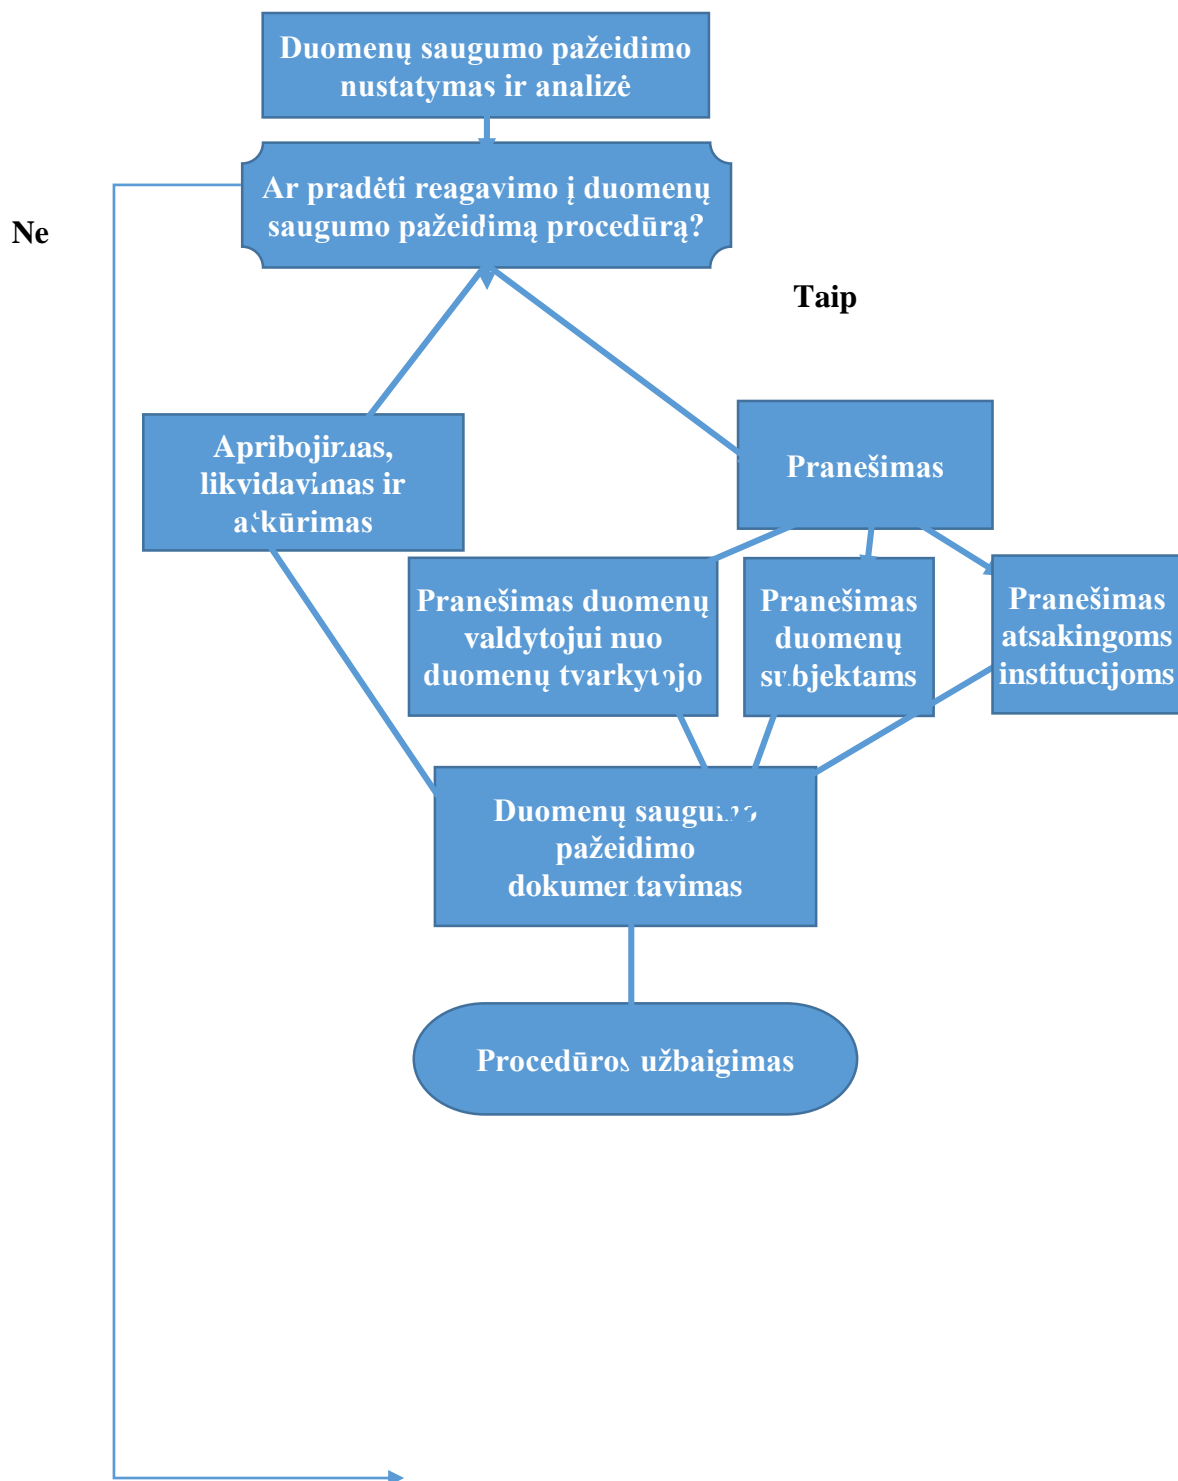 Duomenų saugumo pažeidimo
nustatymas ir analizė
Ar pradėti reagavimo į duomenų
saugumo pažeidimą procedūrą?
Ne
Taip
Apribojimas,
likvidavimas ir
atkūrimas
Pranešimas
Pranešimas duomenų
valdytojui nuo
duomenų tvarkytojo
Pranešimas
duomenų
subjektams
Pranešimas
atsakingoms
institucijoms
Duomenų saugumo
pažeidimo
dokumentavimas
Procedūros užbaigimas